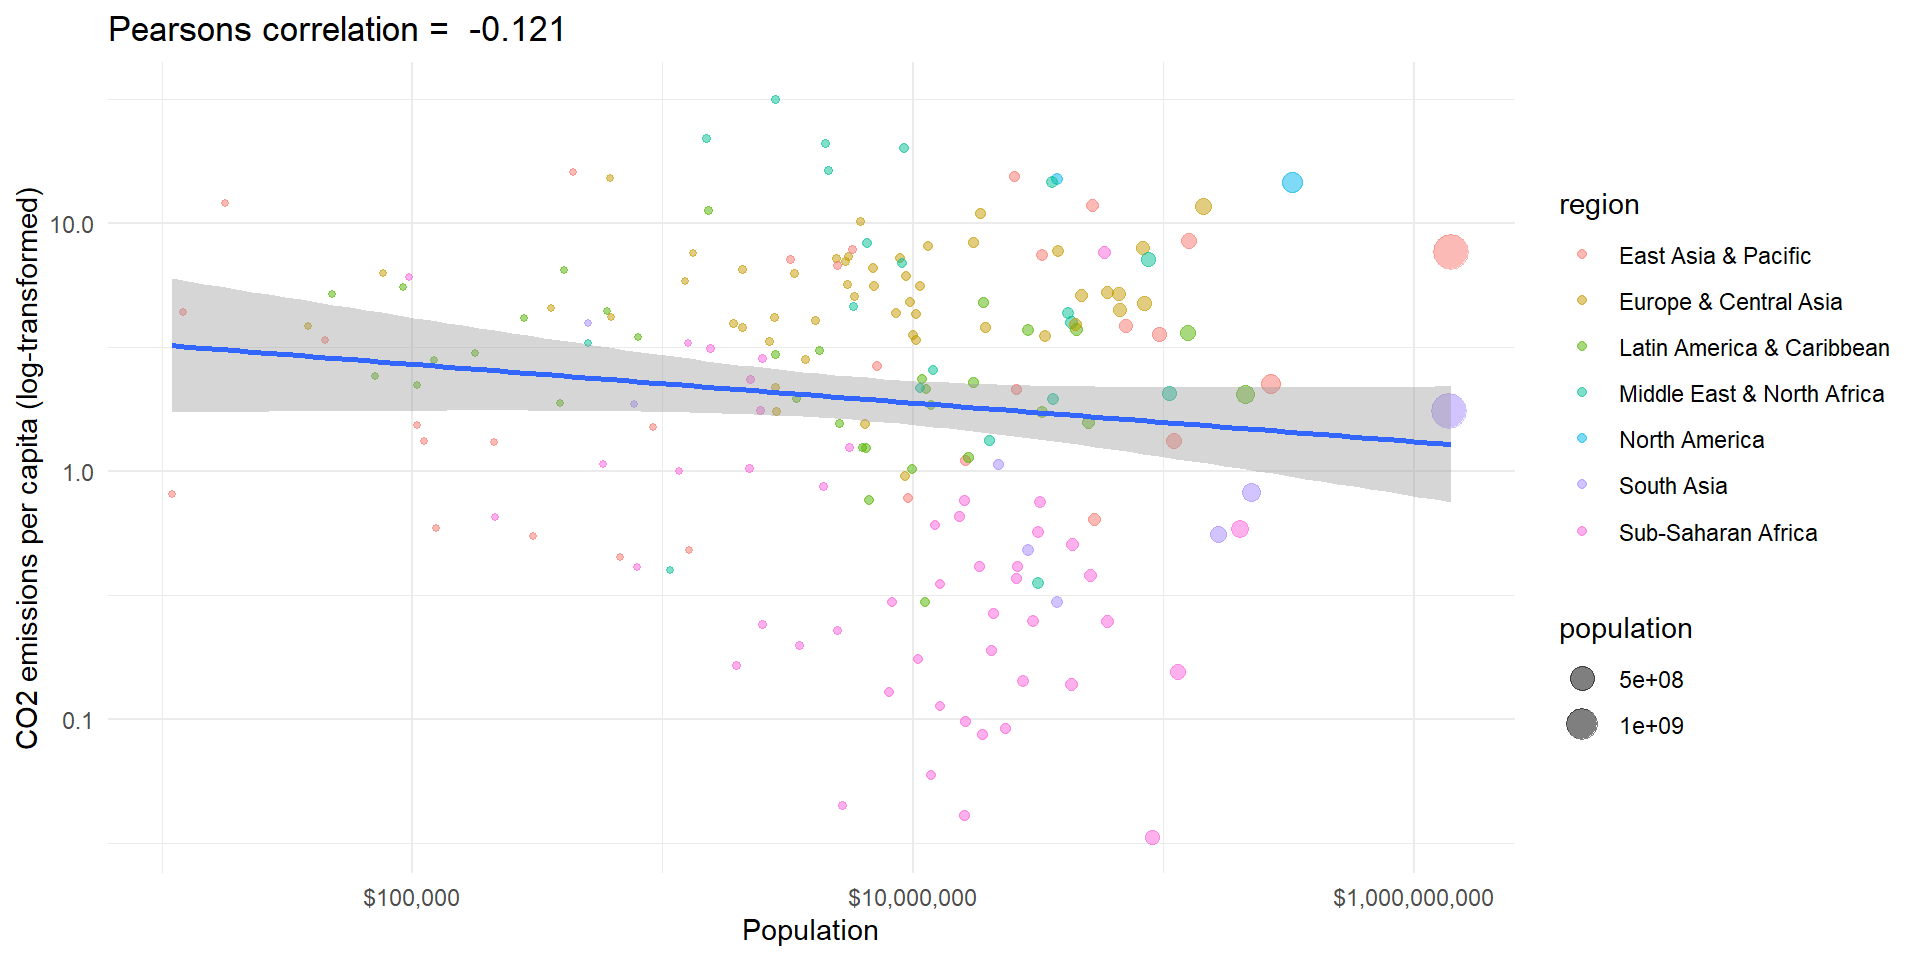 Pearsons correlation =  -0.121
CO2 emissions per capita (log-transformed)
10.0
1.0
0.1
$100,000
$10,000,000
$1,000,000,000
Population
region
East Asia & Pacific
Europe & Central Asia
Latin America & Caribbean
Middle East & North Africa
North America
South Asia
Sub-Saharan Africa
population
5e+08
1e+09